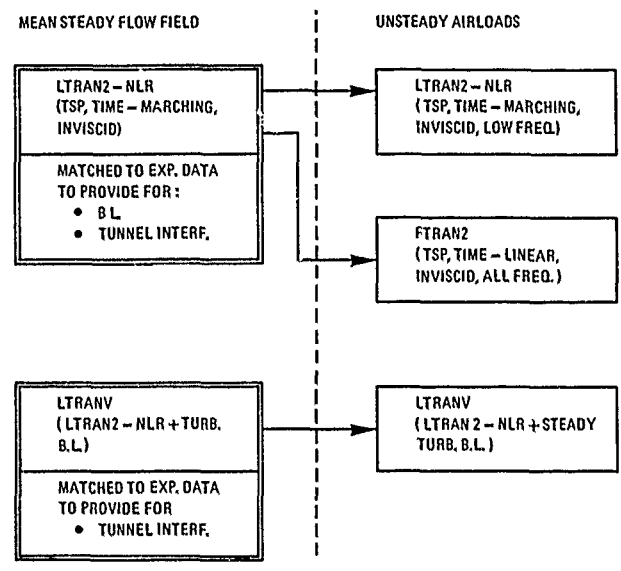 MEAN STEADY FLOW FIELD
LTRAN2-NLR
(TSP, TIME-MARCHING,
INVISCID)
MATCHED TO EXP. DATA
TO PROVIDE FOR:
• B L.
• TUNNEL INTERF.
LTRANV
(LTRAN2-NLR+TURB.
B.L.)
MATCHED TO EXP. DATA
TO PROVIDE FOR
• TUNNEL INTERF.
UNSTEADY AIRLOADS
LTRAN2-NLR
(TSP, TIME-MARCHING,
INVISCID, LOW FREQ.)
FTRAN2
(TSP, TIME-LINEAR,
INVISCID, ALL FREQ.)
LTRANV
(LTRAN 2-NLR+STEADY
TURB. B.L.)